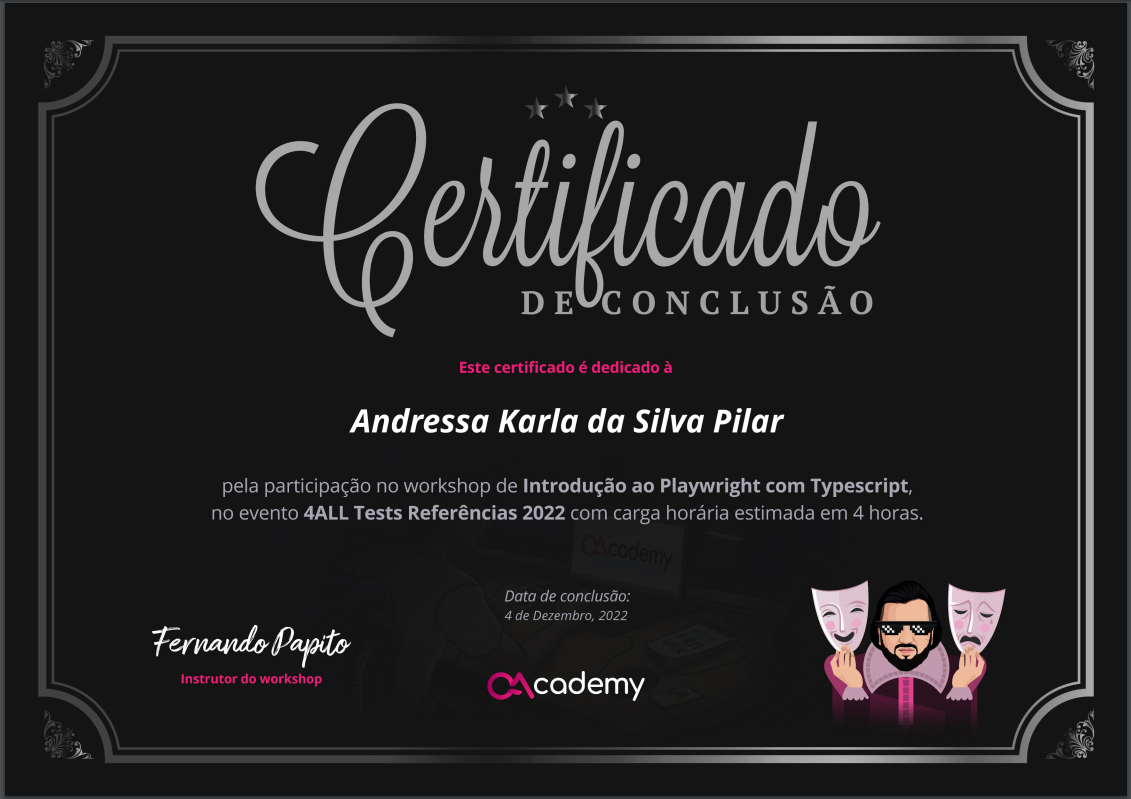 Certificado
DE CONCLUSÃO
Este certificado é dedicado à
Andressa Karla da Silva Pilar
pela participação no workshop de Introdução ao Playwright com Typescript,
no evento 4ALL Tests Referências 2022 com carga horária estimada em 4 horas.
QAcademy
Data de conclusão:
4 de Dezembro, 2022
Fernando Papito
Instrutor do workshop
QAcademy